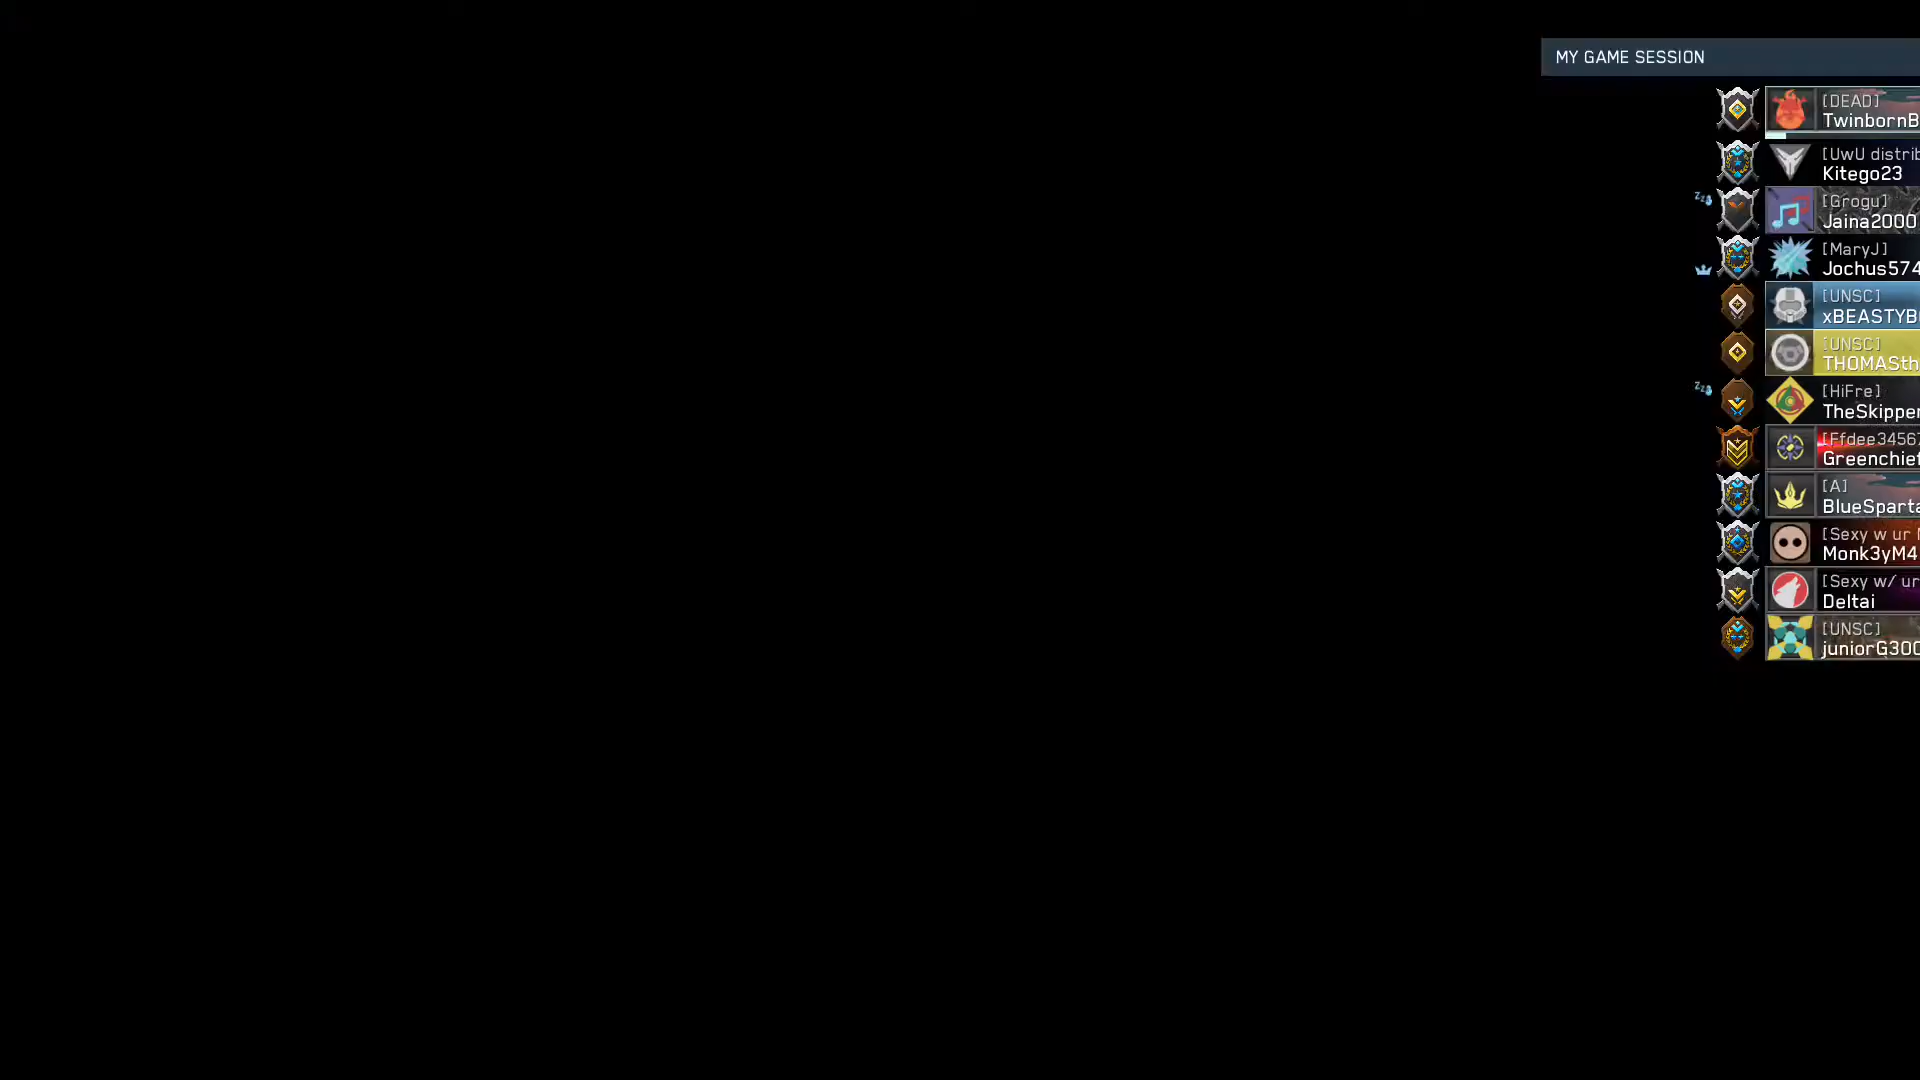 MY GAME SESSION
[DEAD]
TwinbornB
[UwU distrib
Kitego23
[Grogu]
Jaina2000
[MaryJ]
Jochus574
[UNSC]
xBEASTYB
[UNSC]
THOMASth
[HiFre]
TheSkipper
[Ffdee34567
Greenchief
[A]
BlueSparta
[Sexy w ur
Monk3yM4
[Sexy w/ ur
Deltai
[UNSC]
juniorG300